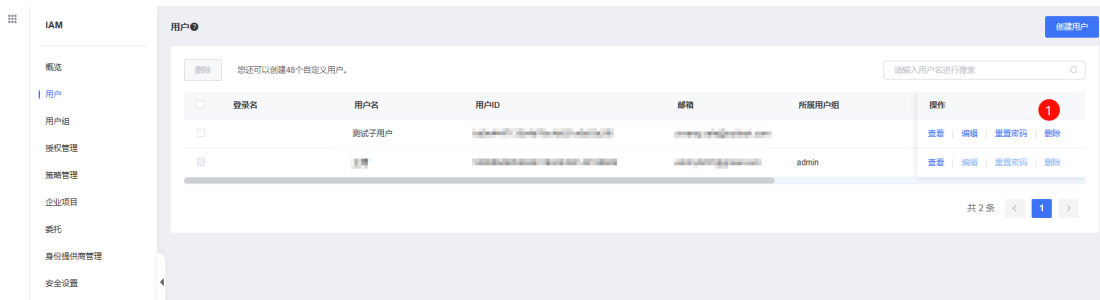 IAM
概览
用户
用户组
授权管理
策略管理
企业项目
委托
身份提供商管理
安全设置
用户
创建用户
删除 您还可以创建48个自定义用户。 请输入用户名进行搜索
登录名 用户名 用户ID 邮箱 所属用户组 操作
1
测试子用户 查看 编辑 重置密码 删除
admin 查看 编辑 重置密码 删除
共 2 条 < 1 >